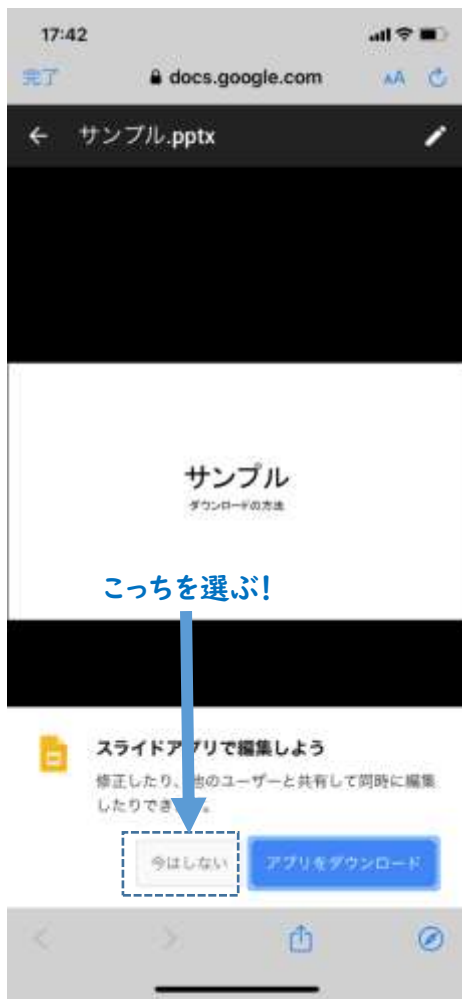 17:42
完了 docs.google.com AA
サンプル.pptx
サンプル
ダウンロードの方法
こっちを選ぶ!
スライドアプリで編集しよう
修正したり、他のユーザーと共有して同時に編集
したりでき
今はしない アプリをダウンロード